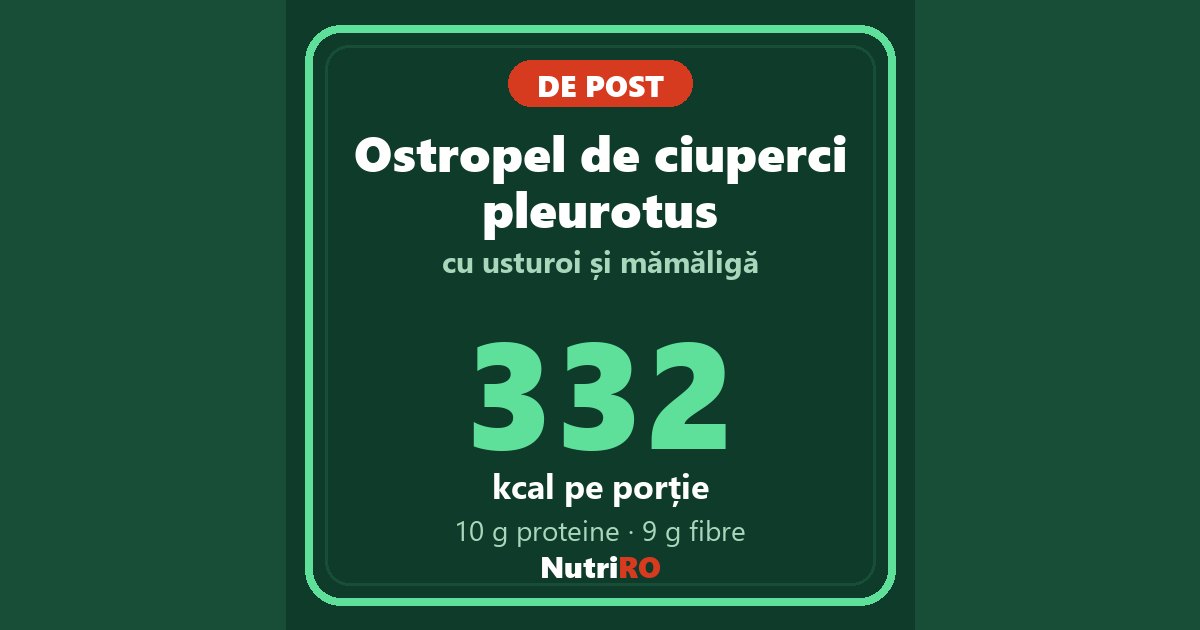 DE POST
Ostropel de ciuperci
pleurotus
cu usturoi și mămăligă
332
kcal pe porție
10 g proteine · 9 g fibre
NutriRO